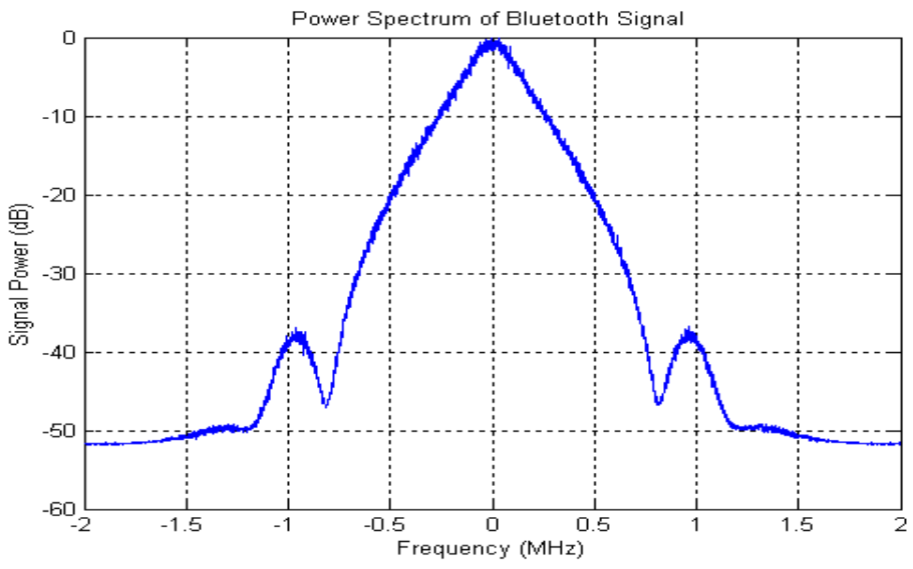 Power Spectrum of Bluetooth Signal
0
-10
-20
-30
-40
-50
-60
Signal Power (dB)
-2 -1.5 -1 -0.5 0 0.5 1 1.5 2
Frequency (MHz)